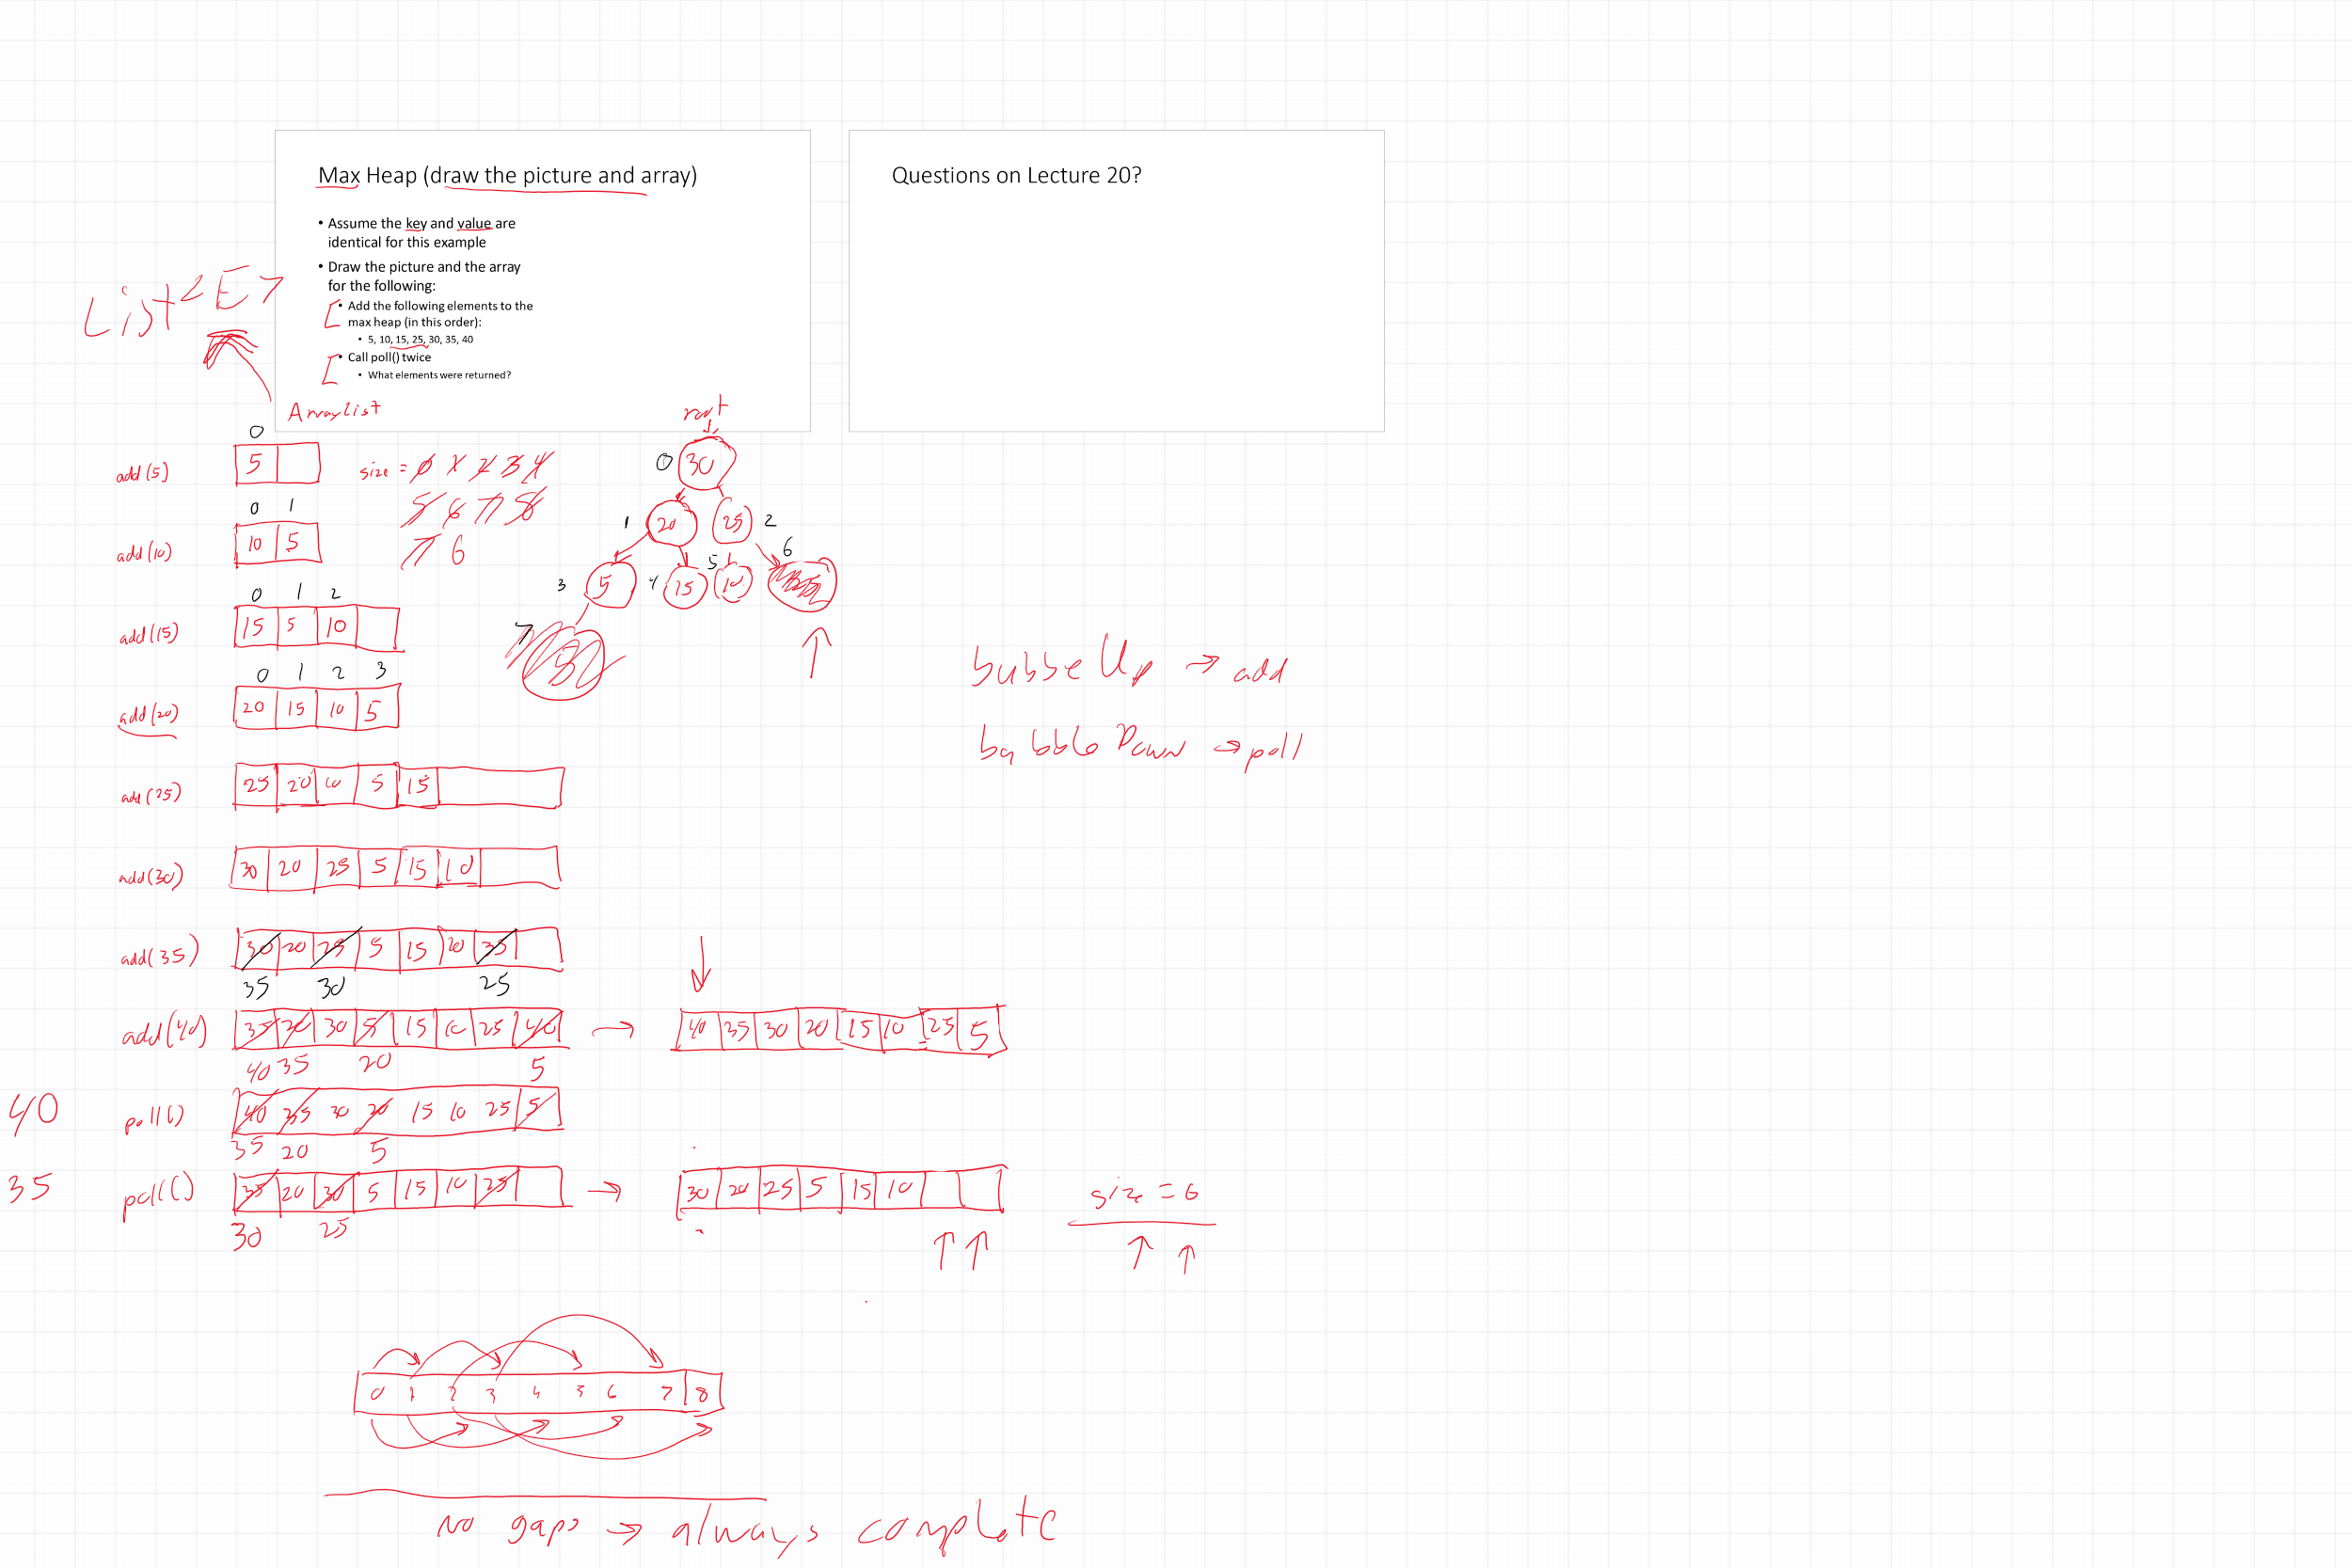 Max Heap (draw the picture and array)
• Assume the key and value are
identical for this example
• Draw the picture and the array
for the following:
• Add the following elements to the
max heap (in this order):
• 5, 10, 15, 25, 30, 35, 40
• Call poll() twice
• What elements were returned?
Questions on Lecture 20?
List<E>
ArrayList
root
0 30
1 20 25 2
3 5 4 15 5 10 6
7
0
add(5) 5 size = 0 1 2 3 4
5 6 7 8
7 6
0 1
add(10) 10 5
0 1 2
add(15) 15 5 10
0 1 2 3
add(20) 20 15 10 5
add(25) 25 20 10 5 15
add(30) 30 20 25 5 15 10
add(35) 30 20 25 5 15 10 35
35 30 25
add(40) 35 20 30 5 15 10 25 40 → 40 35 30 20 15 10 25 5
40 35 20 5
40 poll() 40 35 30 20 15 10 25 5
35 20 5
35 poll() 35 20 30 5 15 10 25 → 30 20 25 5 15 10 size = 6
30 25
bubbeUp → add
bubble Down → poll
0 1 2 3 4 5 6 7 8
No gaps → always complete